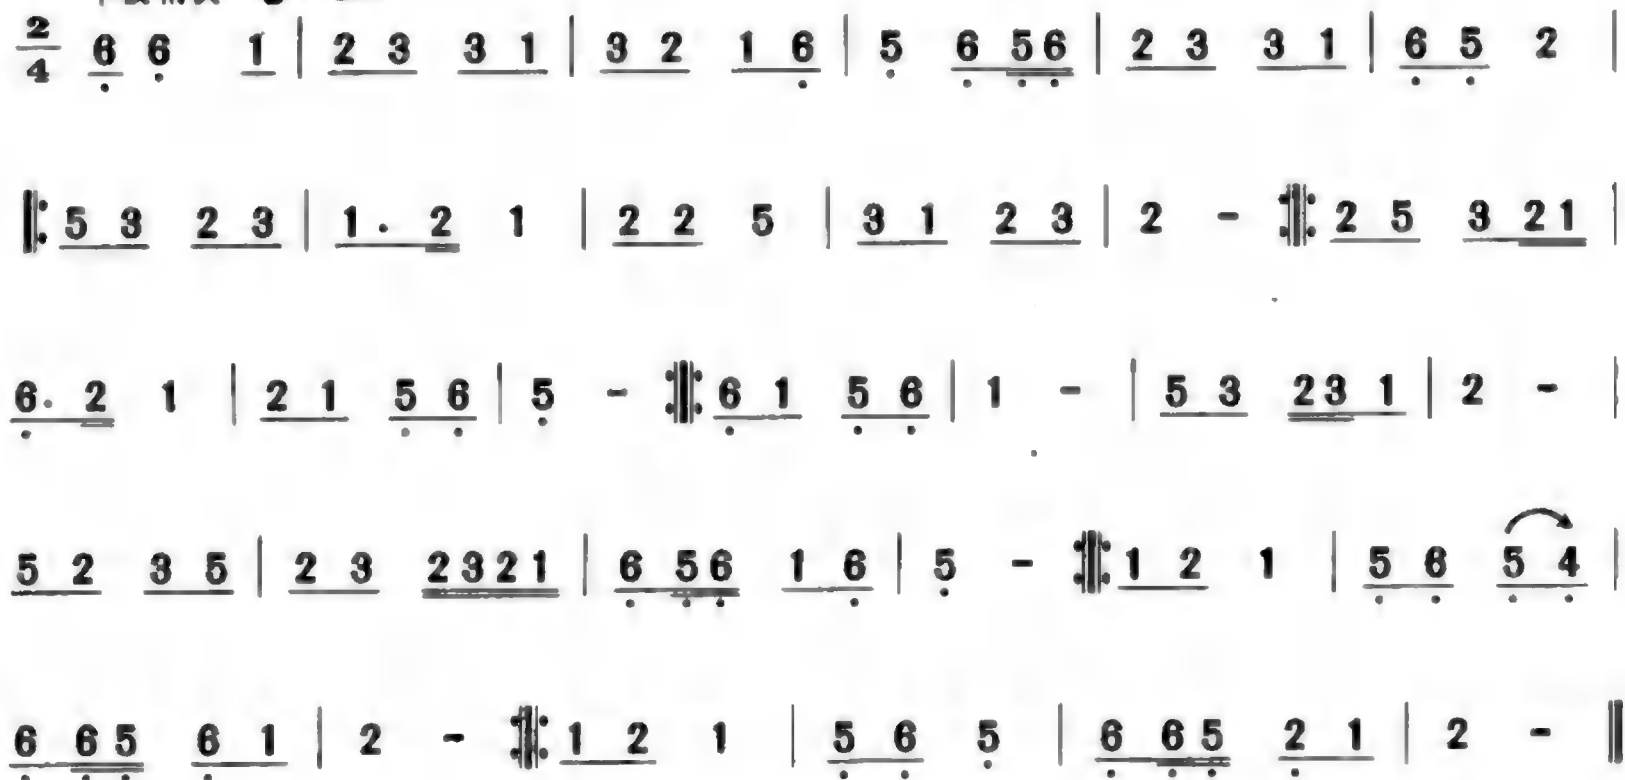 2/4 6 6 1 | 2 3 3 1 | 3 2 1 6 | 5 6 56 | 2 3 3 1 | 6 5 2 |
‖: 5 3 2 3 | 1. 2 1 | 2 2 5 | 3 1 2 3 | 2 - :‖: 2 5 3 21 |
6. 2 1 | 2 1 5 6 | 5 - :‖: 6 1 5 6 | 1 - | 5 3 23 1 | 2 - |
5 2 3 5 | 2 3 2321 | 6 56 1 6 | 5 - :‖: 1 2 1 | 5 6 5 4 |
6 65 6 1 | 2 - :‖: 1 2 1 | 5 6 5 | 6 65 2 1 | 2 - ‖